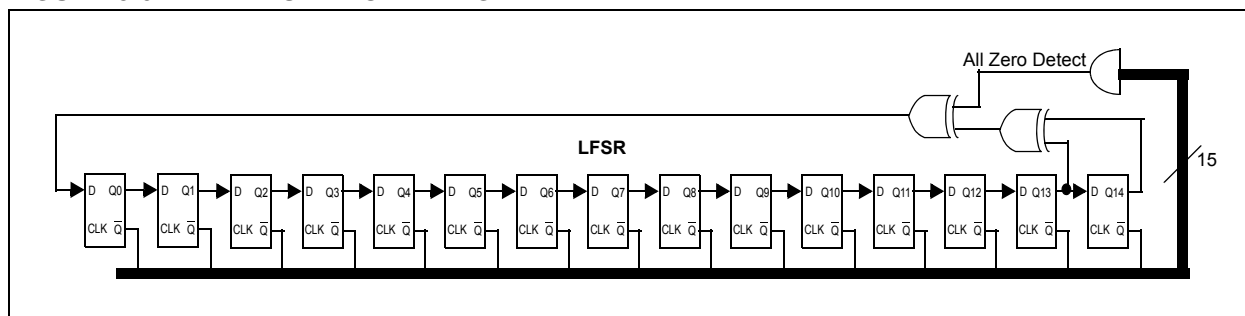 All Zero Detect
LFSR
15
D Q0 D Q1 D Q2 D Q3 D Q4 D Q5 D Q6 D Q7 D Q8 D Q9 D Q10 D Q11 D Q12 D Q13 D Q14
CLK Q̅ CLK Q̅ CLK Q̅ CLK Q̅ CLK Q̅ CLK Q̅ CLK Q̅ CLK Q̅ CLK Q̅ CLK Q̅ CLK Q̅ CLK Q̅ CLK Q̅ CLK Q̅ CLK Q̅